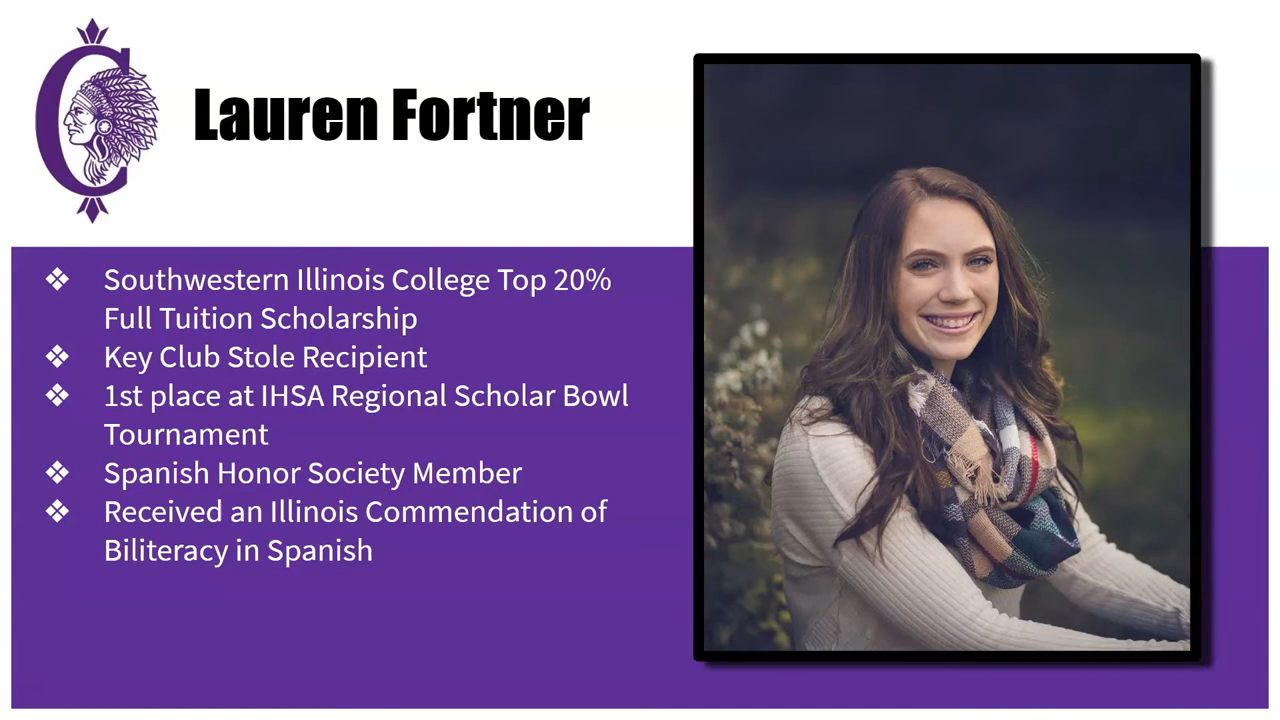 Lauren Fortner
❖ Southwestern Illinois College Top 20%
Full Tuition Scholarship
❖ Key Club Stole Recipient
❖ 1st place at IHSA Regional Scholar Bowl
Tournament
❖ Spanish Honor Society Member
❖ Received an Illinois Commendation of
Biliteracy in Spanish